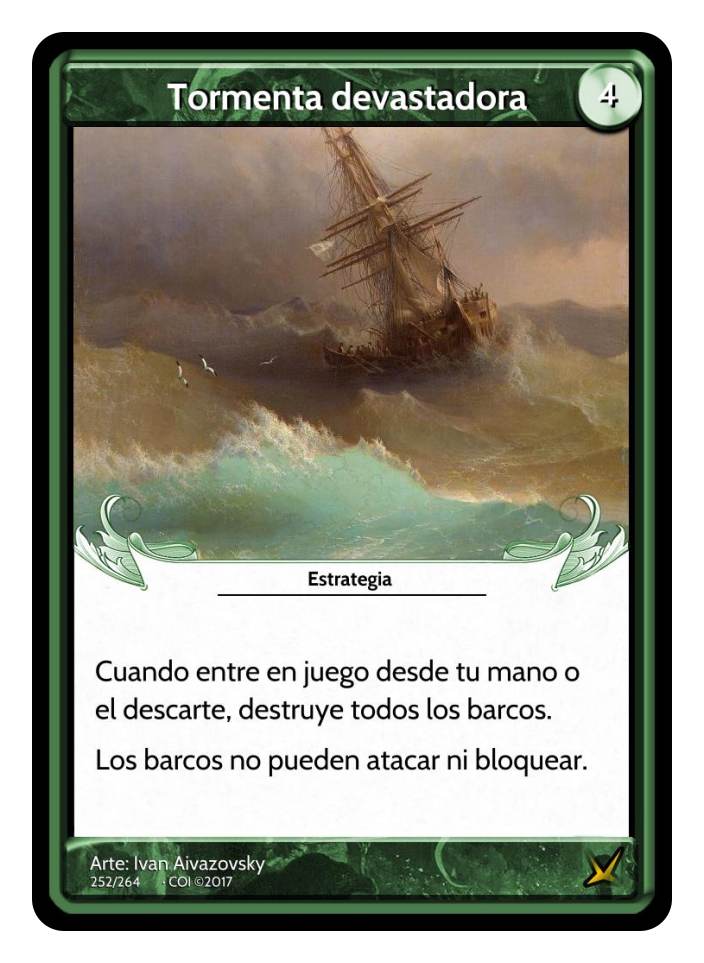 Tormenta devastadora
4
Estrategia
Cuando entre en juego desde tu mano o
el descarte, destruye todos los barcos.
Los barcos no pueden atacar ni bloquear.
Arte: Ivan Aivazovsky
252/264 · COI ©2017